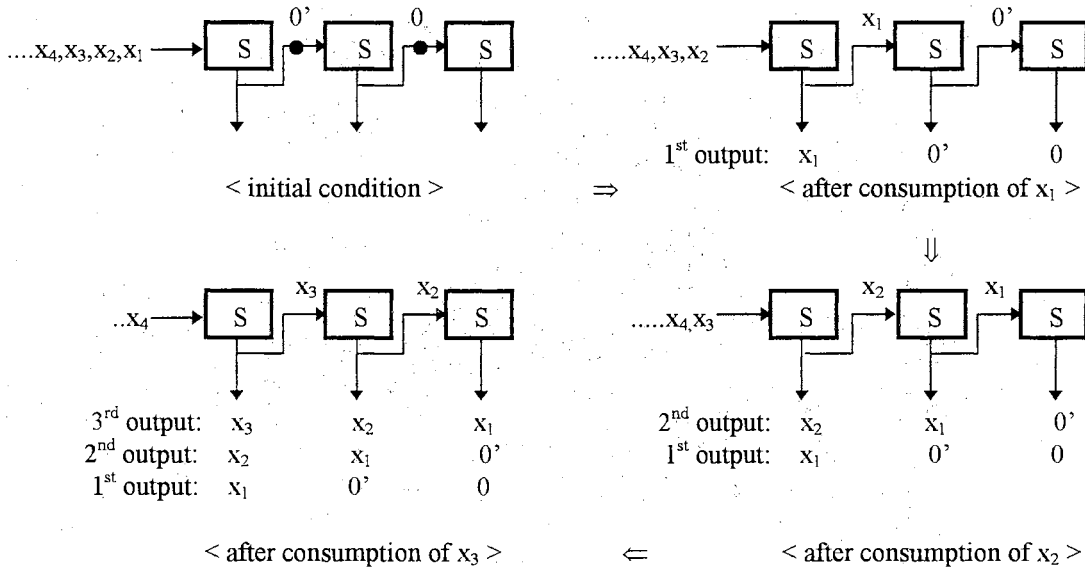 0' 0
....x₄,x₃,x₂,x₁ S S S
< initial condition >
⇒
x₁ 0'
.....x₄,x₃,x₂ S S S
1ˢᵗ output: x₁ 0' 0
< after consumption of x₁ >
⇓
x₃ x₂
..x₄ S S S
3ʳᵈ output: x₃ x₂ x₁
2ⁿᵈ output: x₂ x₁ 0'
1ˢᵗ output: x₁ 0' 0
< after consumption of x₃ >
⇐
x₂ x₁
.....x₄,x₃ S S S
2ⁿᵈ output: x₂ x₁ 0'
1ˢᵗ output: x₁ 0' 0
< after consumption of x₂ >